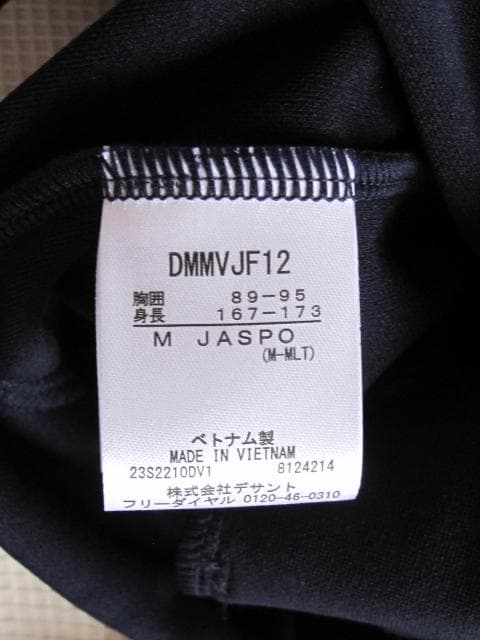 DMMVJF12
胸囲 89-95
身長 167-173
M JASPO
(M-MLT)
ベトナム製
MADE IN VIETNAM
23S2210DV1 8124214
株式会社デサント
フリーダイヤル 0120-46-0310